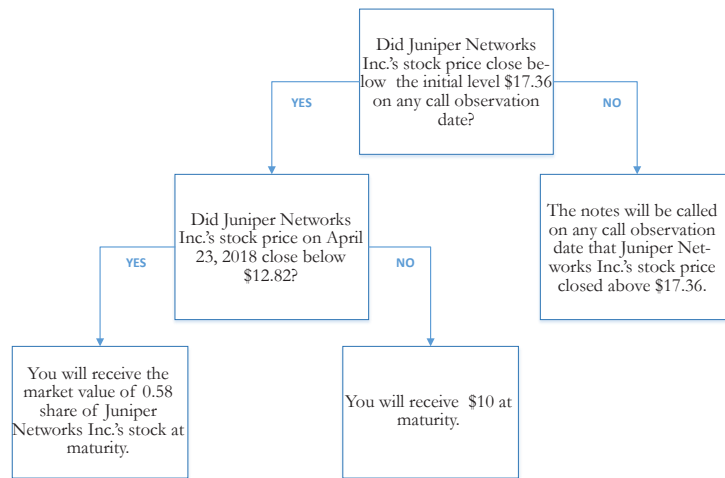 Did Juniper Networks
Inc.'s stock price close be-
low the initial level $17.36
on any call observation
date?
YES
NO
Did Juniper Networks
Inc.'s stock price on April
23, 2018 close below
$12.82?
The notes will be called
on any call observation
date that Juniper Net-
works Inc.'s stock price
closed above $17.36.
YES
NO
You will receive the
market value of 0.58
share of Juniper
Networks Inc.'s stock at
maturity.
You will receive $10 at
maturity.